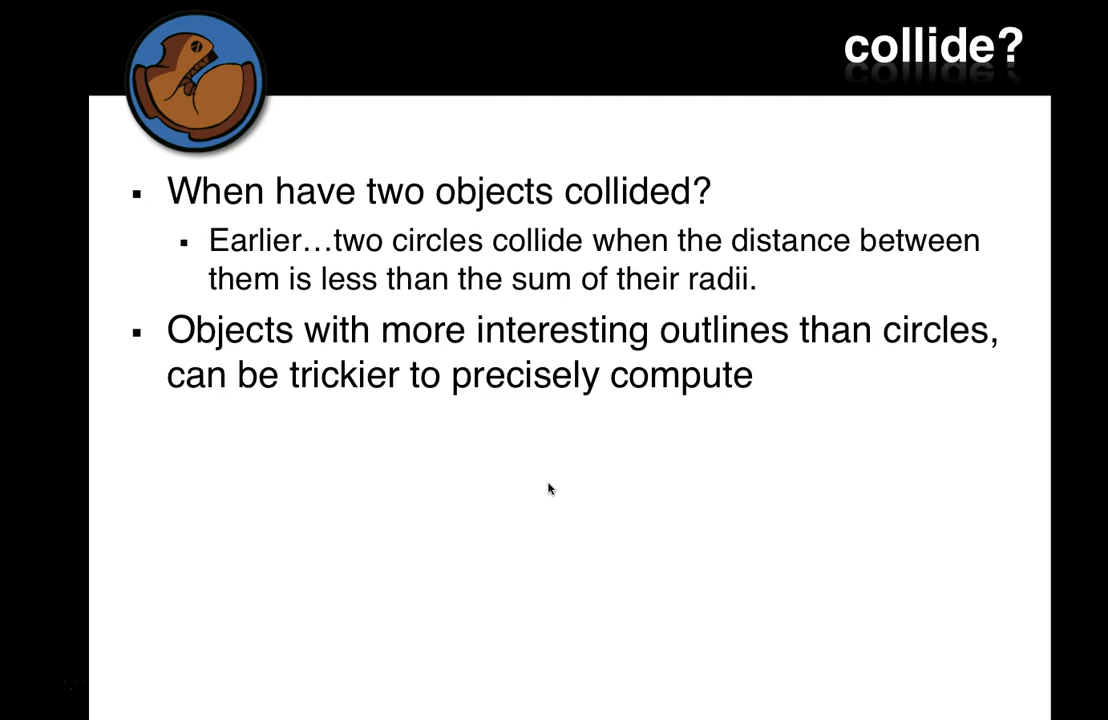 collide?
▪ When have two objects collided?
▪ Earlier…two circles collide when the distance between
them is less than the sum of their radii.
▪ Objects with more interesting outlines than circles,
can be trickier to precisely compute